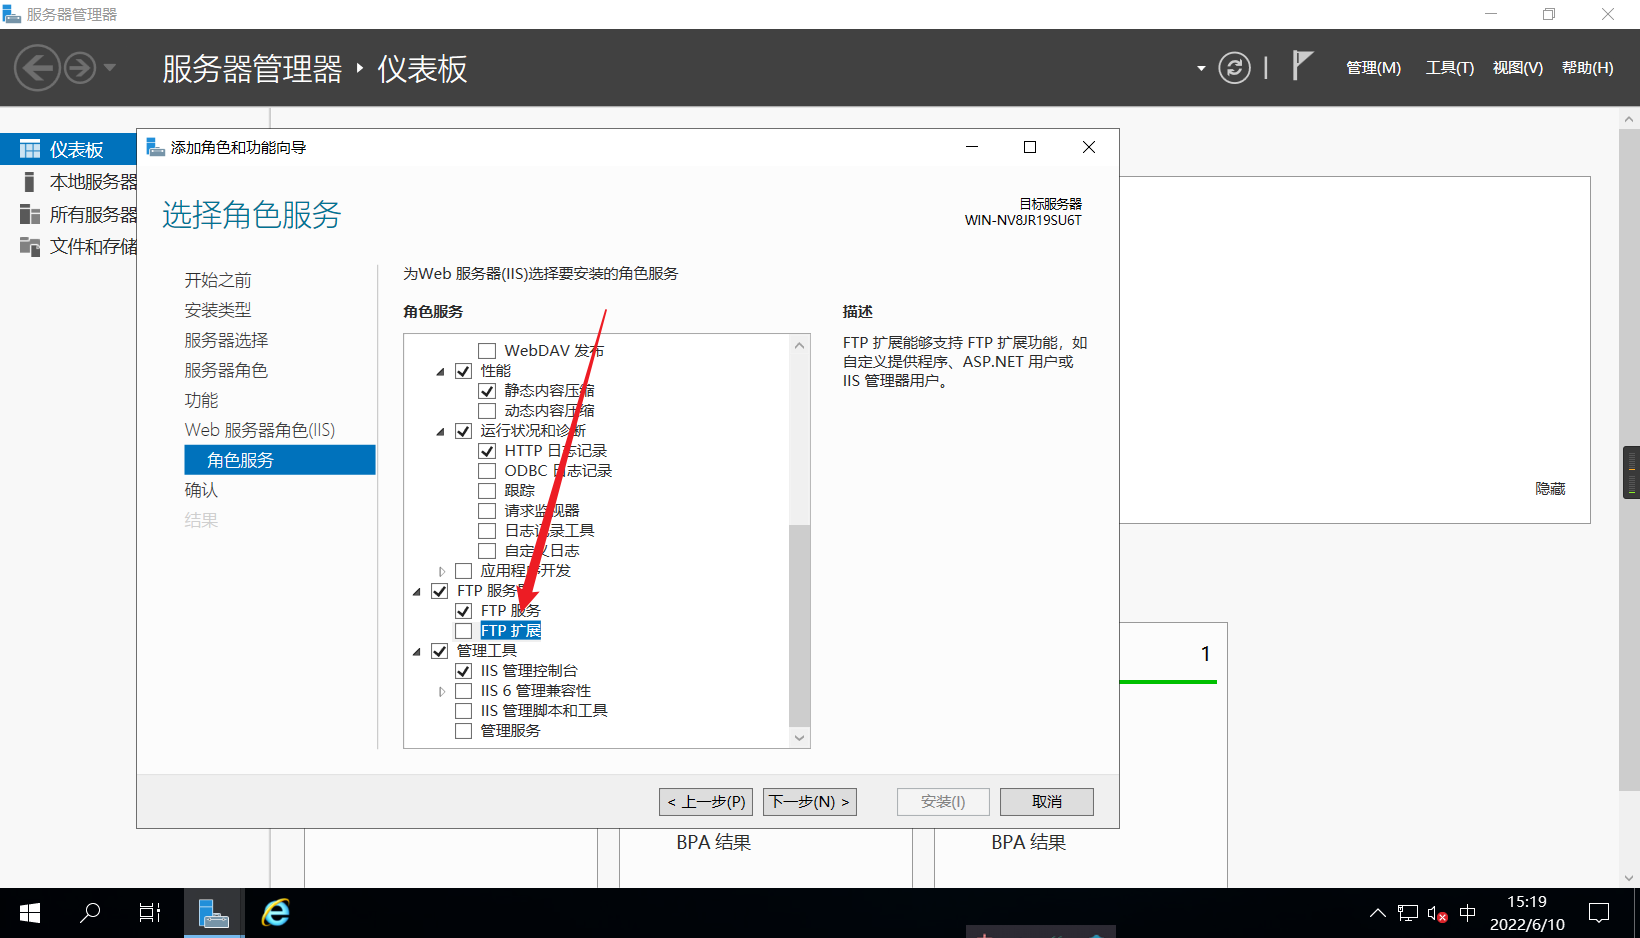 服务器管理器
服务器管理器 ‣ 仪表板
管理(M) 工具(T) 视图(V) 帮助(H)
仪表板
本地服务器
所有服务器
文件和存储
添加角色和功能向导
选择角色服务
目标服务器
WIN-NV8JR19SU6T
开始之前
安装类型
服务器选择
服务器角色
功能
Web 服务器角色(IIS)
角色服务
确认
结果
为Web 服务器(IIS)选择要安装的角色服务
角色服务
WebDAV 发布
性能
静态内容压缩
动态内容压缩
运行状况和诊断
HTTP 日志记录
ODBC 日志记录
跟踪
请求监视器
日志记录工具
自定义日志
应用程序开发
FTP 服务
FTP 服务
FTP 扩展
管理工具
IIS 管理控制台
IIS 6 管理兼容性
IIS 管理脚本和工具
管理服务
描述
FTP 扩展能够支持 FTP 扩展功能，如
自定义提供程序、ASP.NET 用户或
IIS 管理器用户。
< 上一步(P) 下一步(N) > 安装(I) 取消
隐藏
1
BPA 结果
BPA 结果
中
15:19
2022/6/10